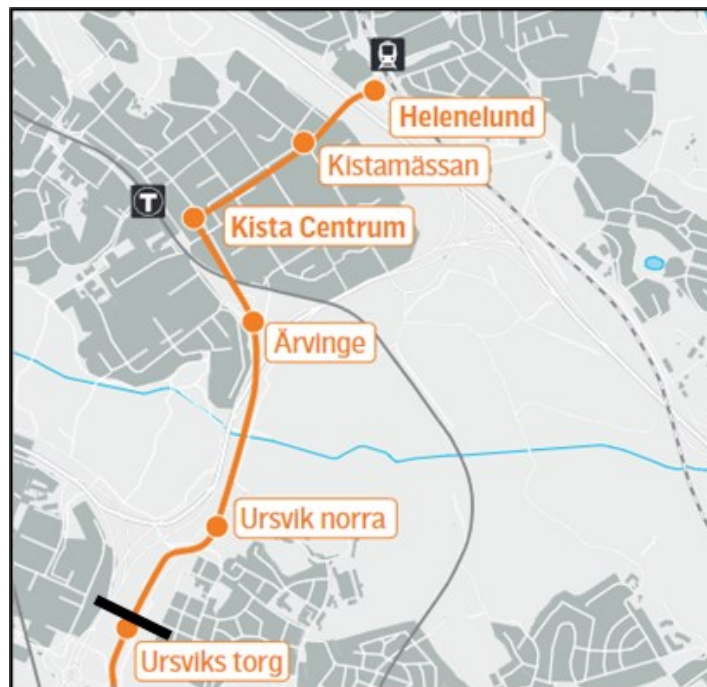 Helenelund
Kistamässan
T
Kista Centrum
Ärvinge
Ursvik norra
Ursviks torg